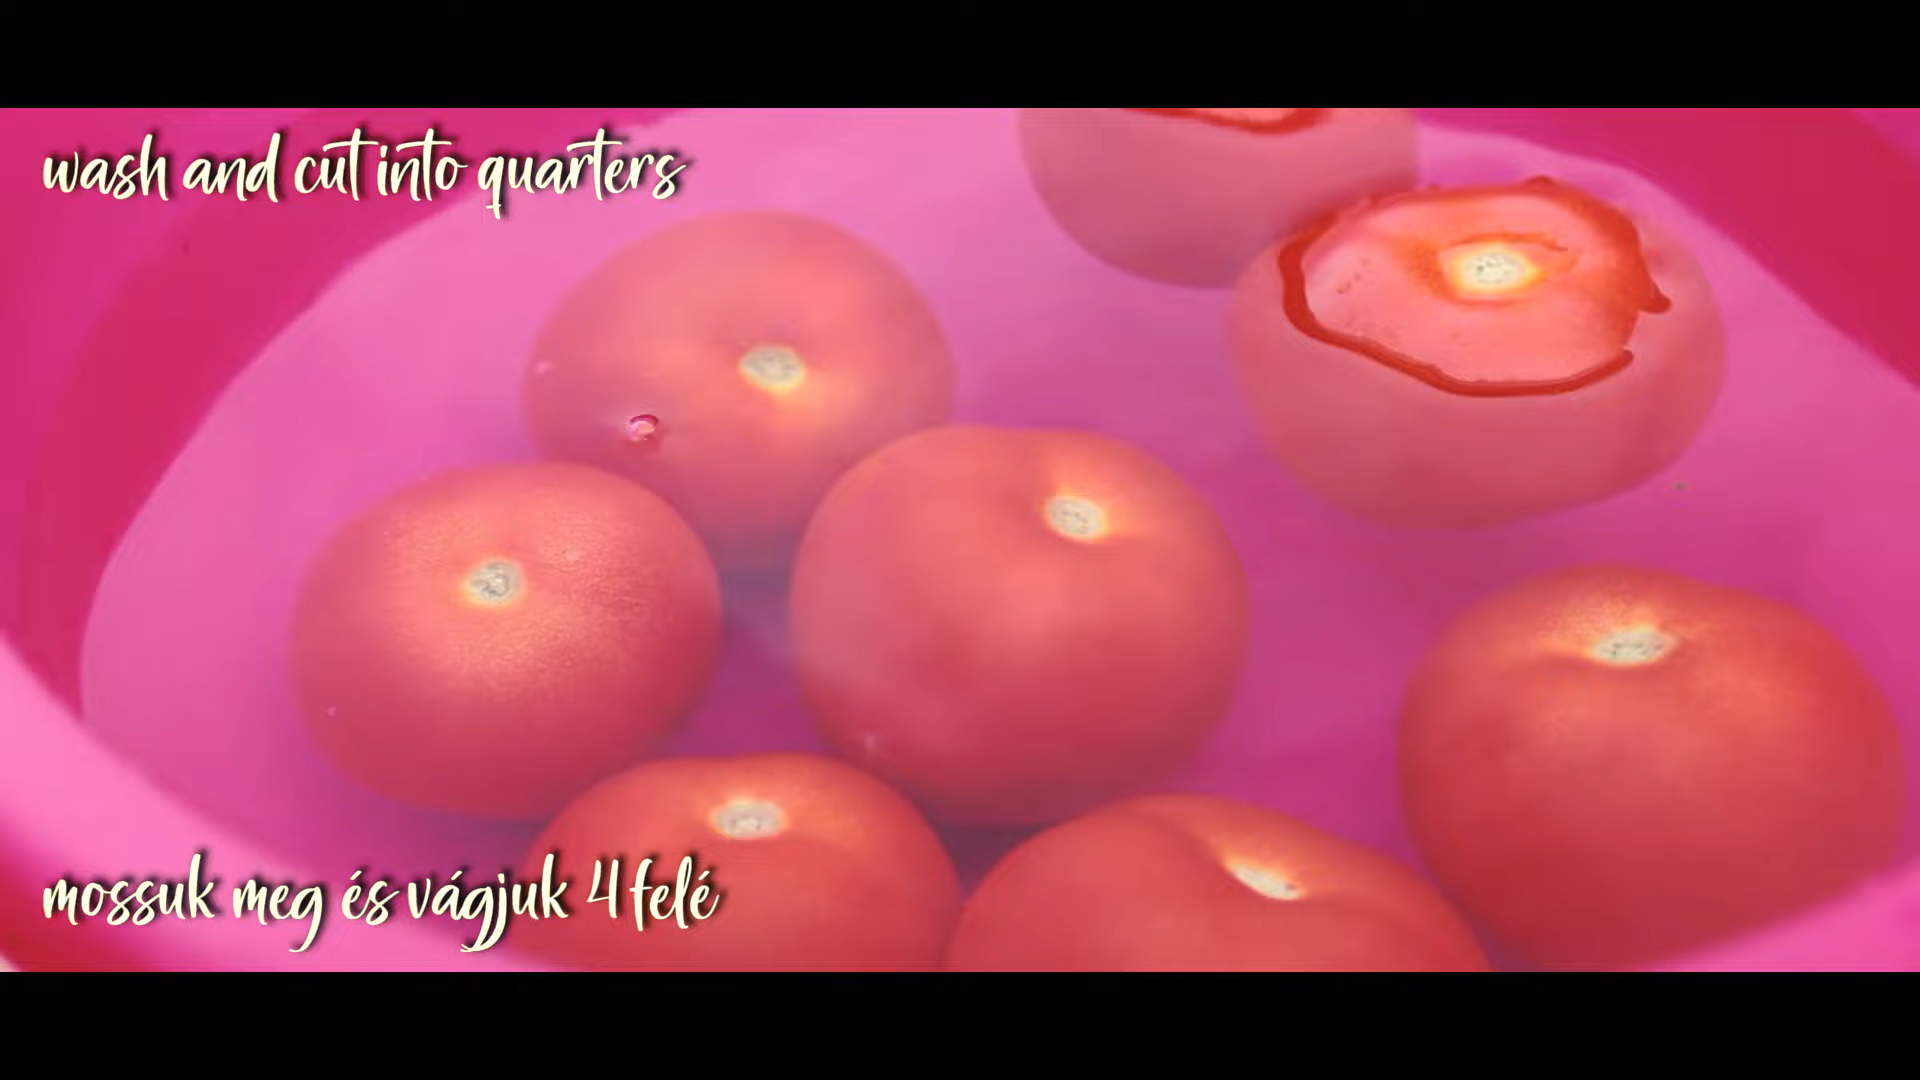 wash and cut into quarters
mossuk meg és vágjuk 4 felé